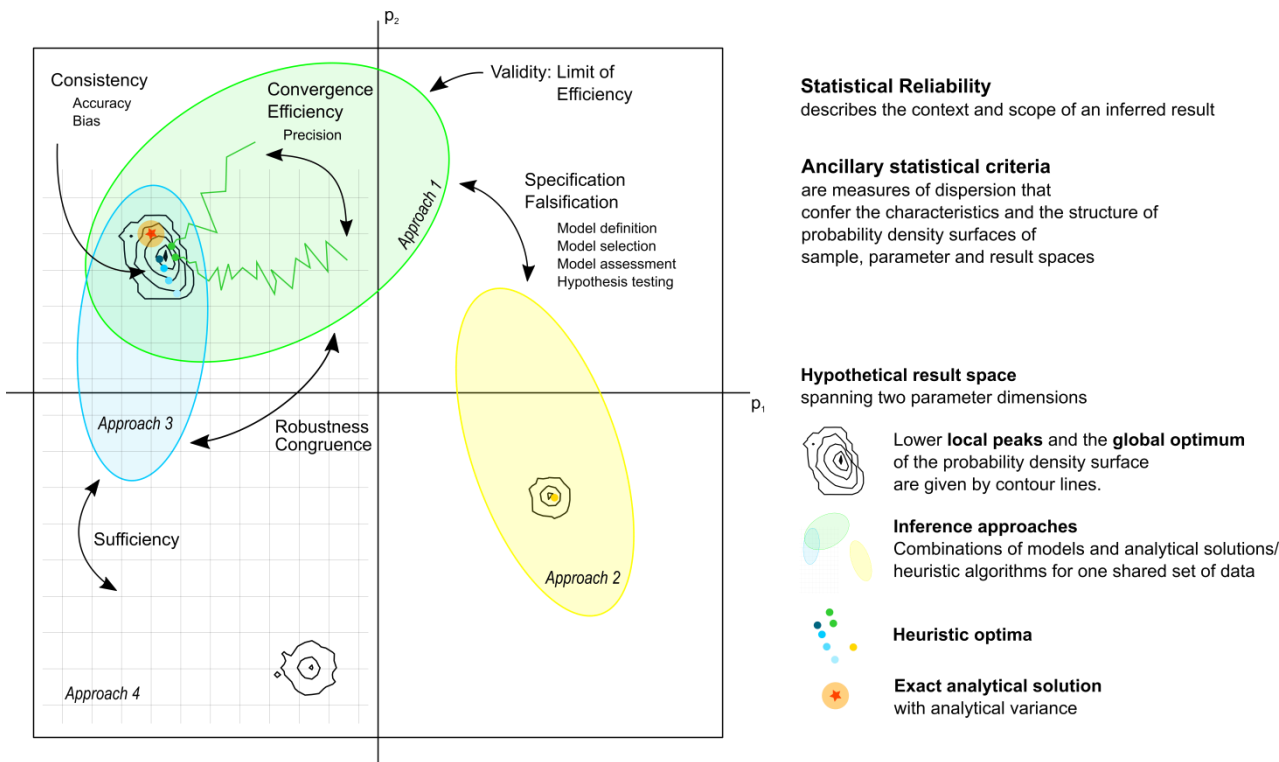 p2
Consistency
Accuracy
Bias
Convergence
Efficiency
Precision
Validity: Limit of
Efficiency
Approach 1
Specification
Falsification
Model definition
Model selection
Model assessment
Hypothesis testing
p1
Approach 3
Robustness
Congruence
Sufficiency
Approach 2
Approach 4
Statistical Reliability
describes the context and scope of an inferred result
Ancillary statistical criteria
are measures of dispersion that
confer the characteristics and the structure of
probability density surfaces of
sample, parameter and result spaces
Hypothetical result space
spanning two parameter dimensions
Lower local peaks and the global optimum
of the probability density surface
are given by contour lines.
Inference approaches
Combinations of models and analytical solutions/
heuristic algorithms for one shared set of data
Heuristic optima
Exact analytical solution
with analytical variance